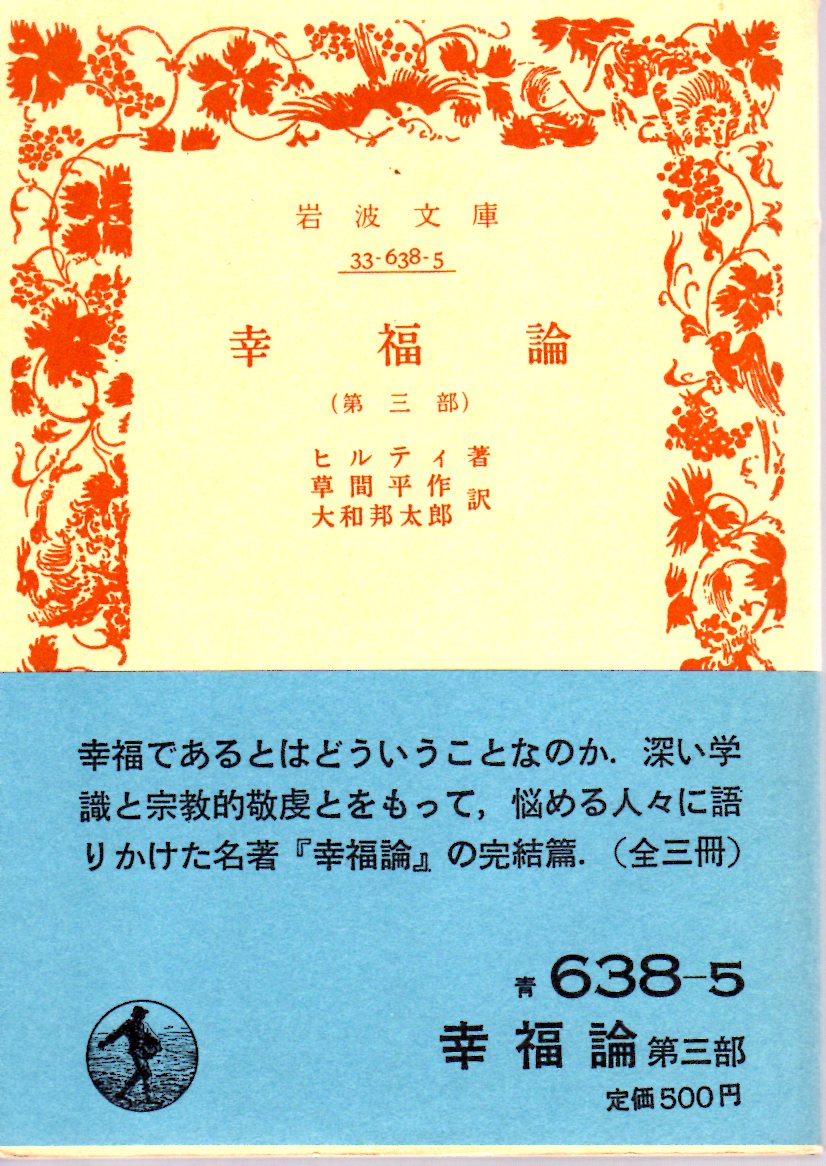 岩波文庫
33-638-5
幸福論
(第三部)
ヒルティ著
草間平作
大和邦太郎訳
幸福であるとはどういうことなのか. 深い学
識と宗教的敬虔とをもって, 悩める人々に語
りかけた名著『幸福論』の完結篇. (全三冊)
青 638-5
幸福論 第三部
定価500円